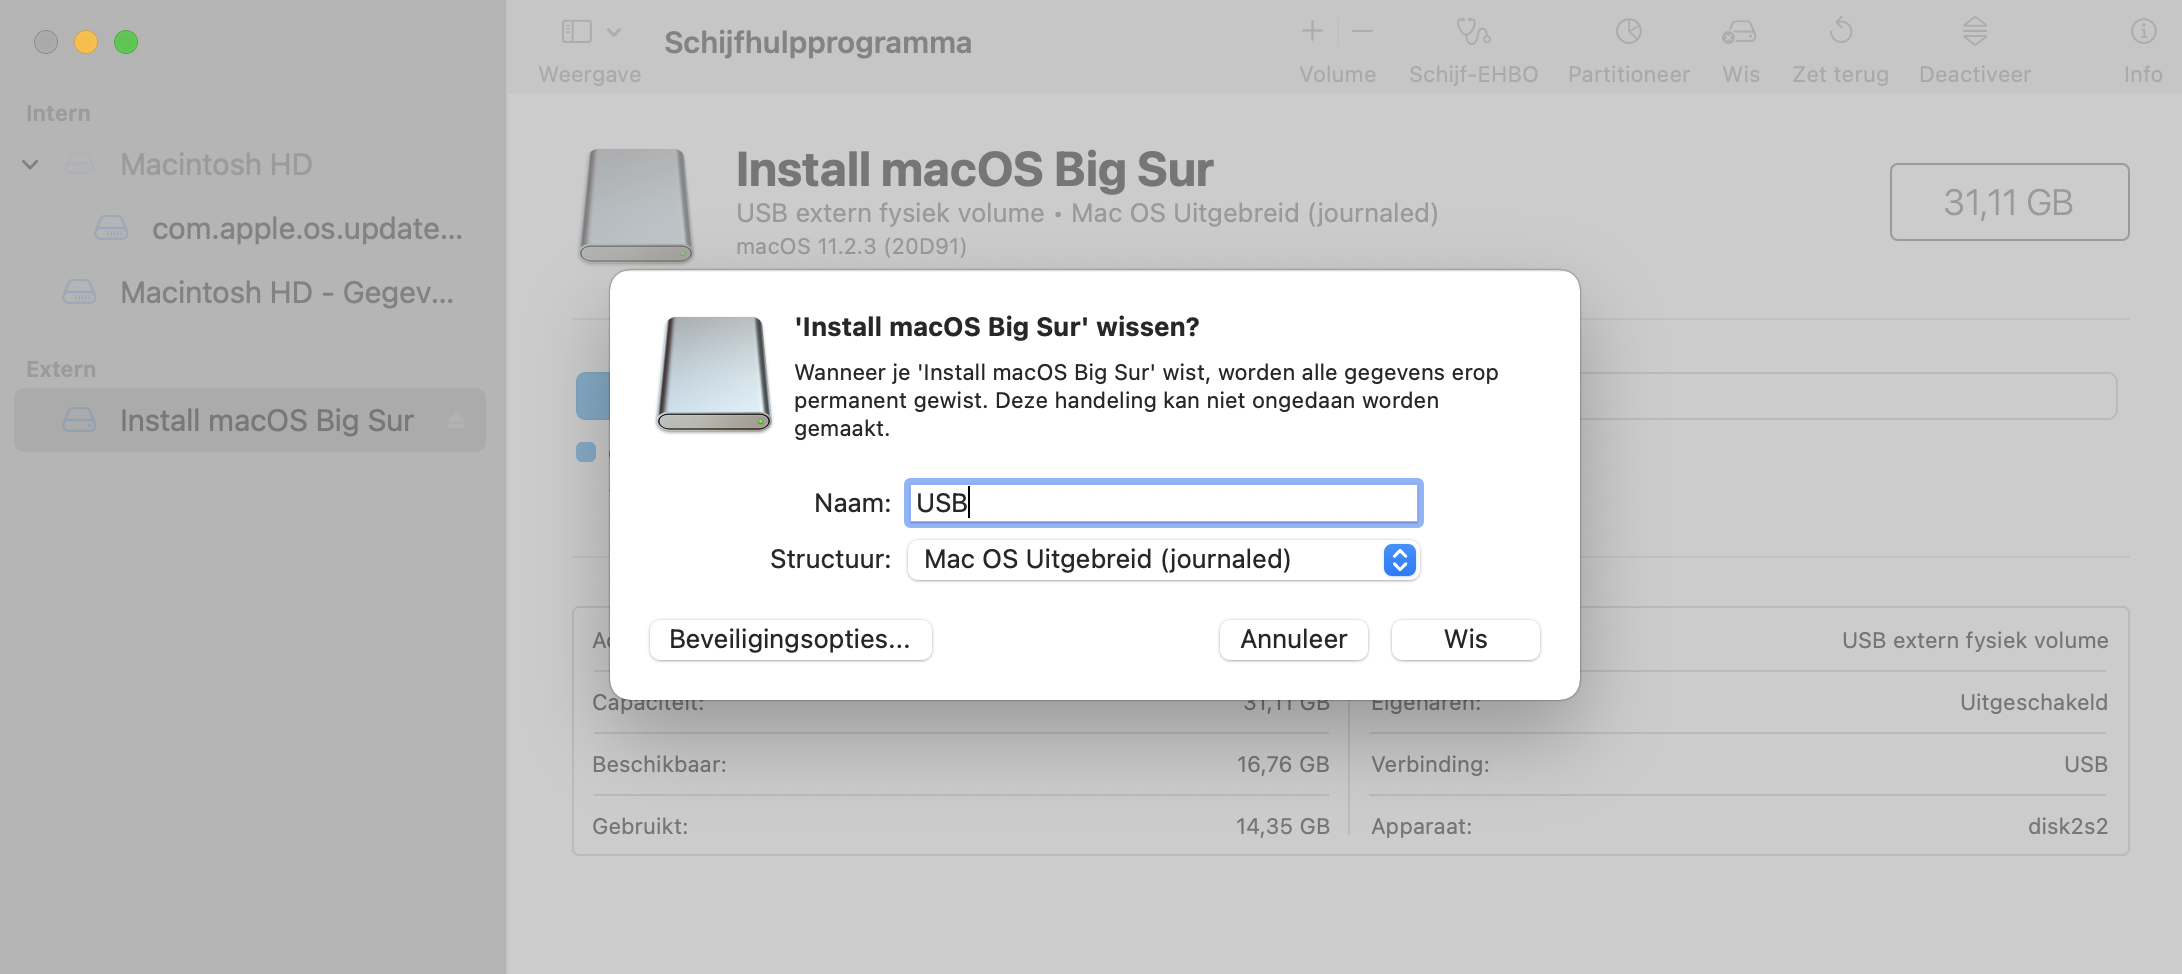 Schijfhulpprogramma
Weergave
Volume
Schijf-EHBO
Partitioneer
Wis
Zet terug
Deactiveer
Info
Intern
Macintosh HD
com.apple.os.update...
Macintosh HD - Gegev...
Extern
Install macOS Big Sur
Install macOS Big Sur
USB extern fysiek volume • Mac OS Uitgebreid (journaled)
macOS 11.2.3 (20D91)
31,11 GB
'Install macOS Big Sur' wissen?
Wanneer je 'Install macOS Big Sur' wist, worden alle gegevens erop
permanent gewist. Deze handeling kan niet ongedaan worden
gemaakt.
Naam: USB
Structuur: Mac OS Uitgebreid (journaled)
Beveiligingsopties...
Annuleer
Wis
USB extern fysiek volume
Capaciteit: 31,11 GB
Eigenaren: Uitgeschakeld
Beschikbaar: 16,76 GB
Verbinding: USB
Gebruikt: 14,35 GB
Apparaat: disk2s2